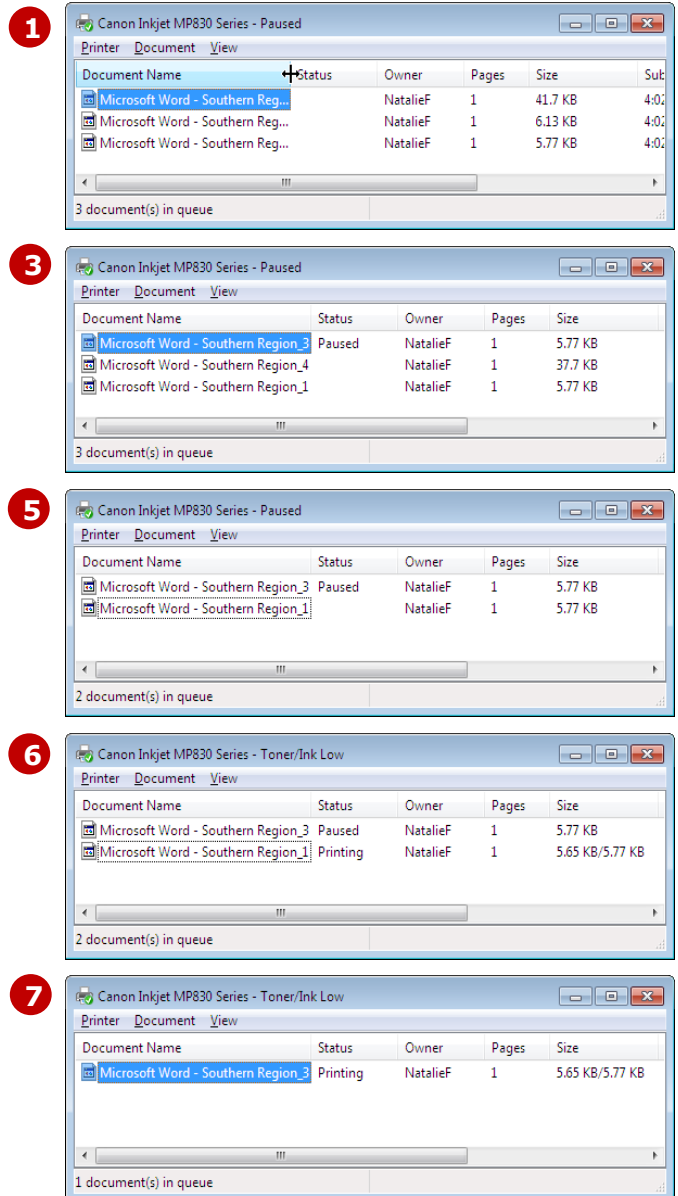 1
Canon Inkjet MP830 Series - Paused
Printer Document View
Document Name Status Owner Pages Size Sub
Microsoft Word - Southern Reg... NatalieF 1 41.7 KB 4:02
Microsoft Word - Southern Reg... NatalieF 1 6.13 KB 4:02
Microsoft Word - Southern Reg... NatalieF 1 5.77 KB 4:02
3 document(s) in queue
3
Canon Inkjet MP830 Series - Paused
Printer Document View
Document Name Status Owner Pages Size
Microsoft Word - Southern Region_3 Paused NatalieF 1 5.77 KB
Microsoft Word - Southern Region_4 NatalieF 1 37.7 KB
Microsoft Word - Southern Region_1 NatalieF 1 5.77 KB
3 document(s) in queue
5
Canon Inkjet MP830 Series - Paused
Printer Document View
Document Name Status Owner Pages Size
Microsoft Word - Southern Region_3 Paused NatalieF 1 5.77 KB
Microsoft Word - Southern Region_1 NatalieF 1 5.77 KB
2 document(s) in queue
6
Canon Inkjet MP830 Series - Toner/Ink Low
Printer Document View
Document Name Status Owner Pages Size
Microsoft Word - Southern Region_3 Paused NatalieF 1 5.77 KB
Microsoft Word - Southern Region_1 Printing NatalieF 1 5.65 KB/5.77 KB
2 document(s) in queue
7
Canon Inkjet MP830 Series - Toner/Ink Low
Printer Document View
Document Name Status Owner Pages Size
Microsoft Word - Southern Region_3 Printing NatalieF 1 5.65 KB/5.77 KB
1 document(s) in queue